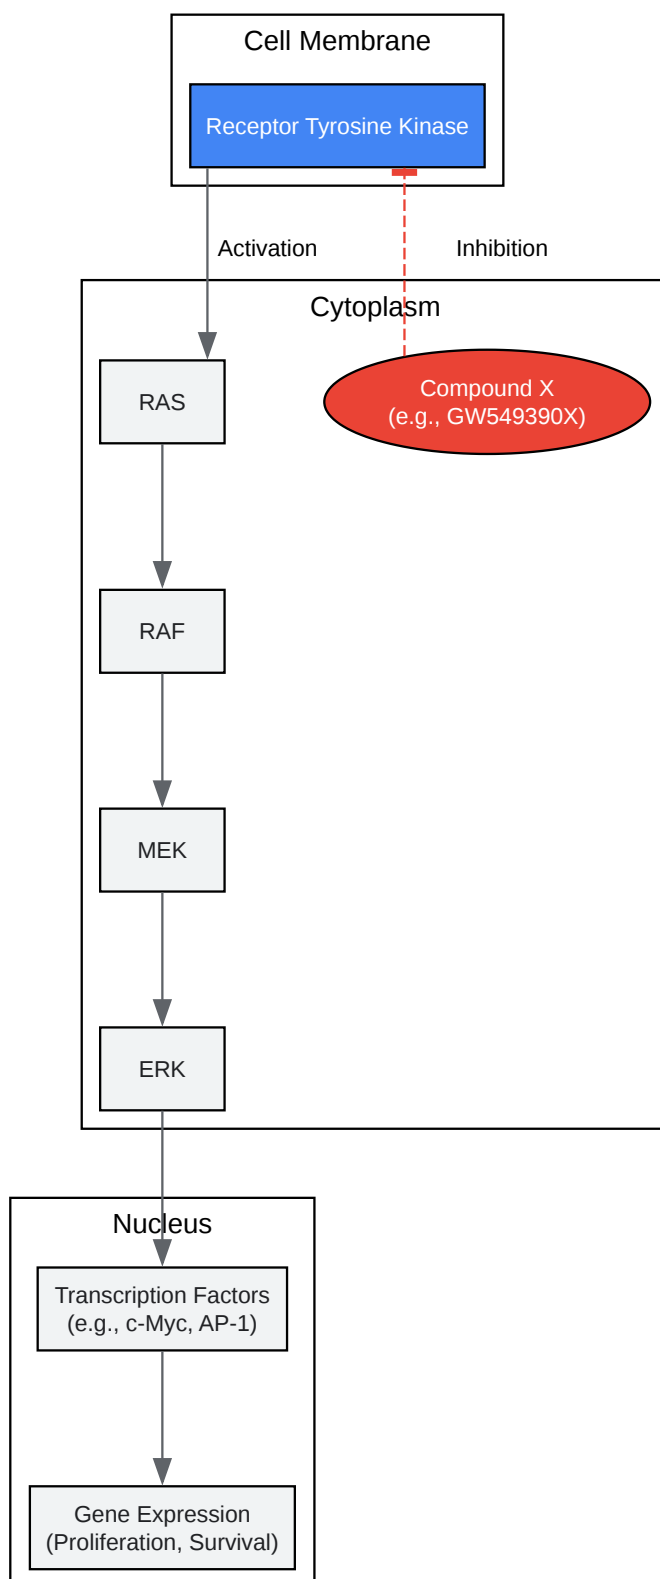 Cell Membrane
Receptor Tyrosine Kinase
Activation
Inhibition
Cytoplasm
RAS
Compound X
(e.g., GW549390X)
RAF
MEK
ERK
Nucleus
Transcription Factors
(e.g., c-Myc, AP-1)
Gene Expression
(Proliferation, Survival)